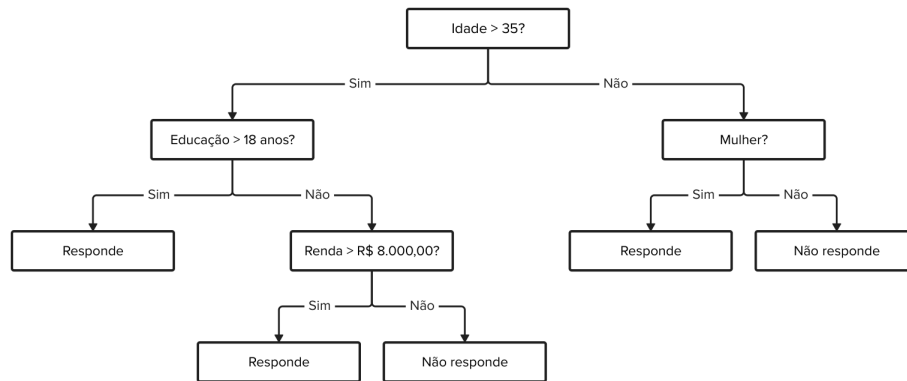 Idade > 35?
Sim
Não
Educação > 18 anos?
Mulher?
Sim
Não
Sim
Não
Responde
Renda > R$ 8.000,00?
Responde
Não responde
Sim
Não
Responde
Não responde